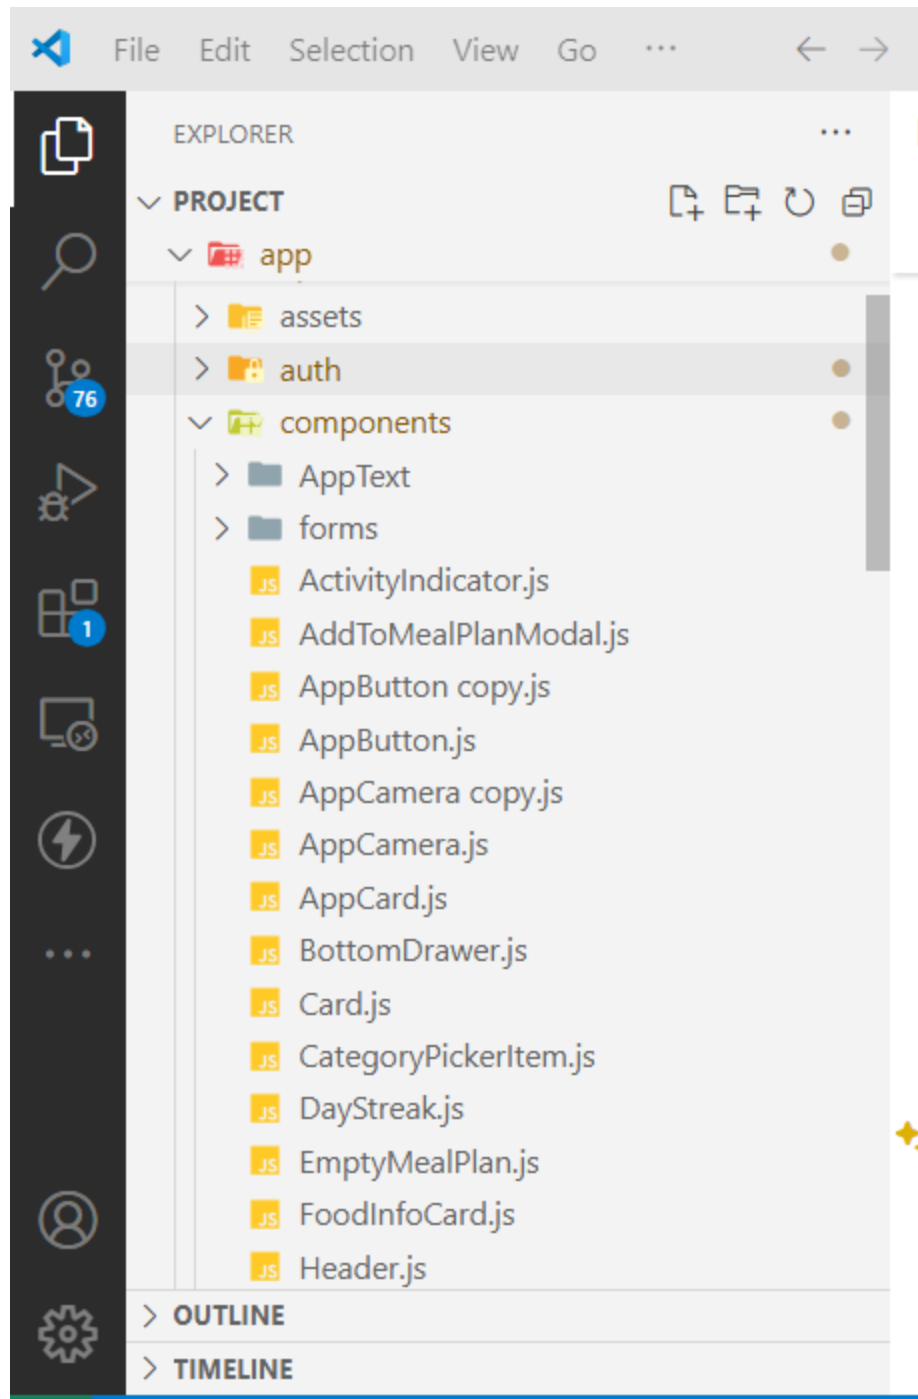 File Edit Selection View Go ...
EXPLORER ...
PROJECT
app
assets
auth
76
components
AppText
forms
ActivityIndicator.js
1
AddToMealPlanModal.js
AppButton copy.js
AppButton.js
AppCamera copy.js
AppCamera.js
AppCard.js
BottomDrawer.js
Card.js
CategoryPickerItem.js
DayStreak.js
EmptyMealPlan.js
FoodInfoCard.js
Header.js
OUTLINE
TIMELINE